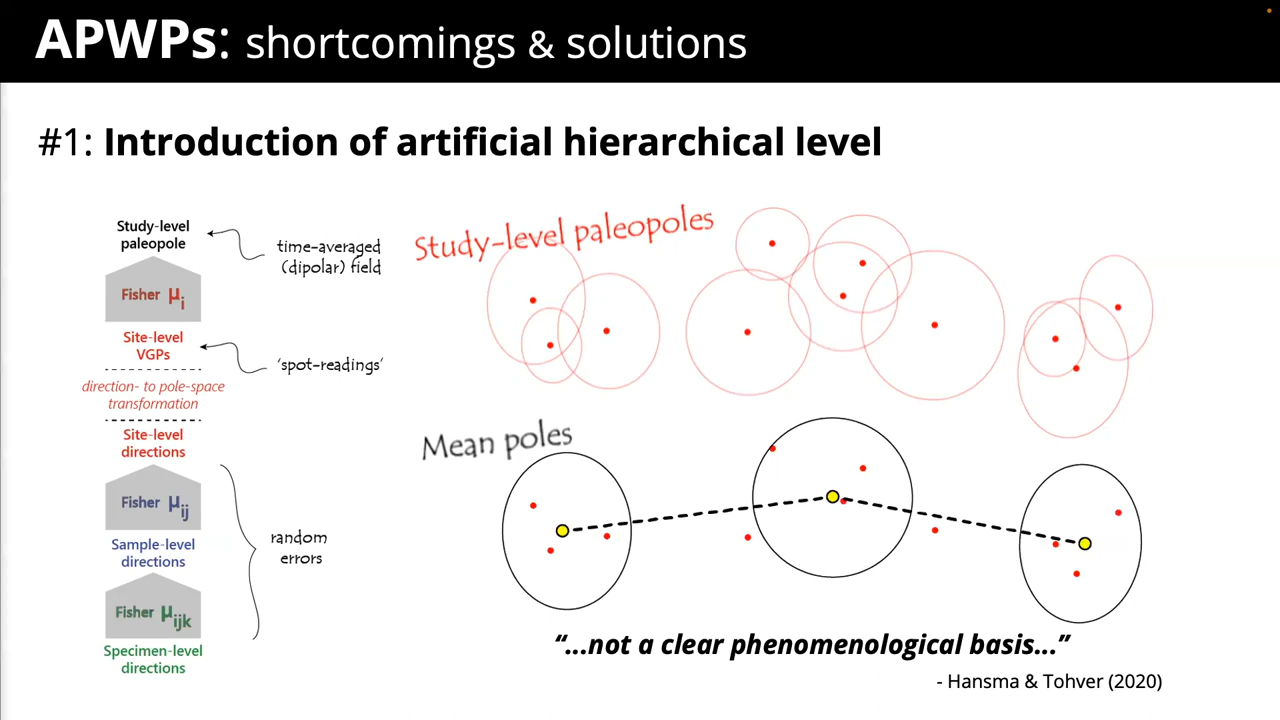 APWPs: shortcomings & solutions
#1: Introduction of artificial hierarchical level
Study-level
paleopole
time-averaged
(dipolar) field
Fisher μi
Site-level
VGPs
'spot-readings'
direction- to pole-space
transformation
Site-level
directions
Fisher μij
Sample-level
directions
random
errors
Fisher μijk
Specimen-level
directions
Study-level paleopoles
Mean poles
“...not a clear phenomenological basis...”
- Hansma & Tohver (2020)